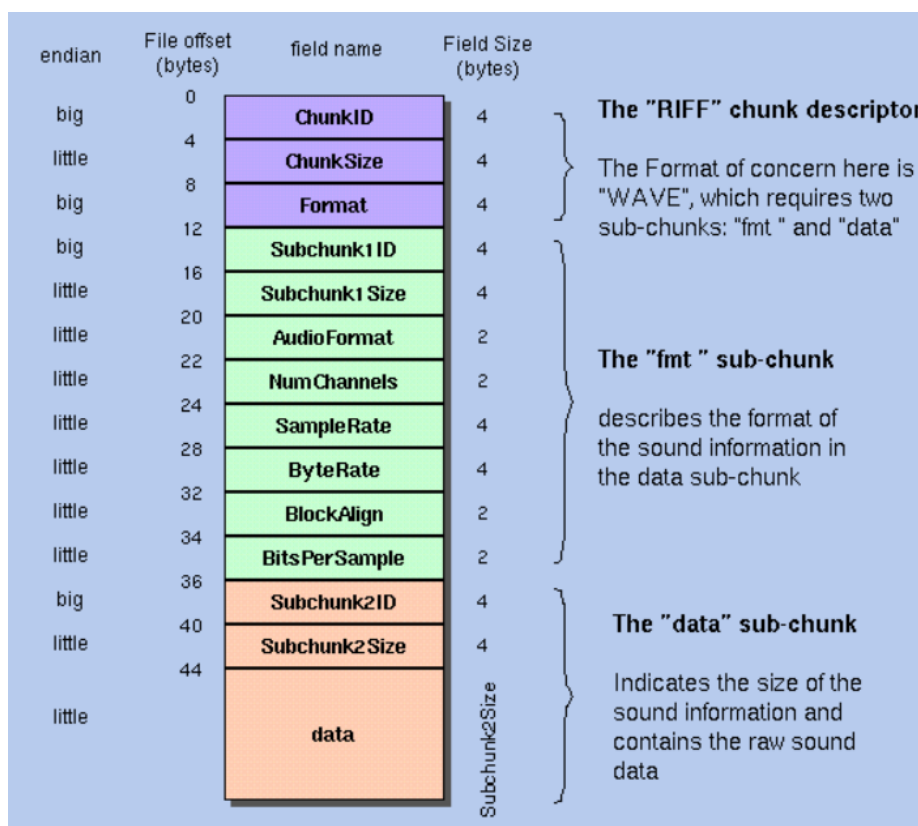 endian
File offset
(bytes)
field name
Field Size
(bytes)
0
big
ChunkID
4
The "RIFF" chunk descriptor
4
little
ChunkSize
4
The Format of concern here is
8
"WAVE", which requires two
big
Format
4
sub-chunks: "fmt " and "data"
12
big
Subchunk1ID
4
16
little
Subchunk1Size
4
20
little
AudioFormat
2
22
The "fmt " sub-chunk
little
NumChannels
2
24
describes the format of
little
SampleRate
4
the sound information in
28
the data sub-chunk
little
ByteRate
4
32
little
BlockAlign
2
34
little
BitsPerSample
2
36
big
Subchunk2ID
4
40
The "data" sub-chunk
little
Subchunk2Size
4
44
Indicates the size of the
little
data
Subchunk2Size
sound information and
contains the raw sound
data